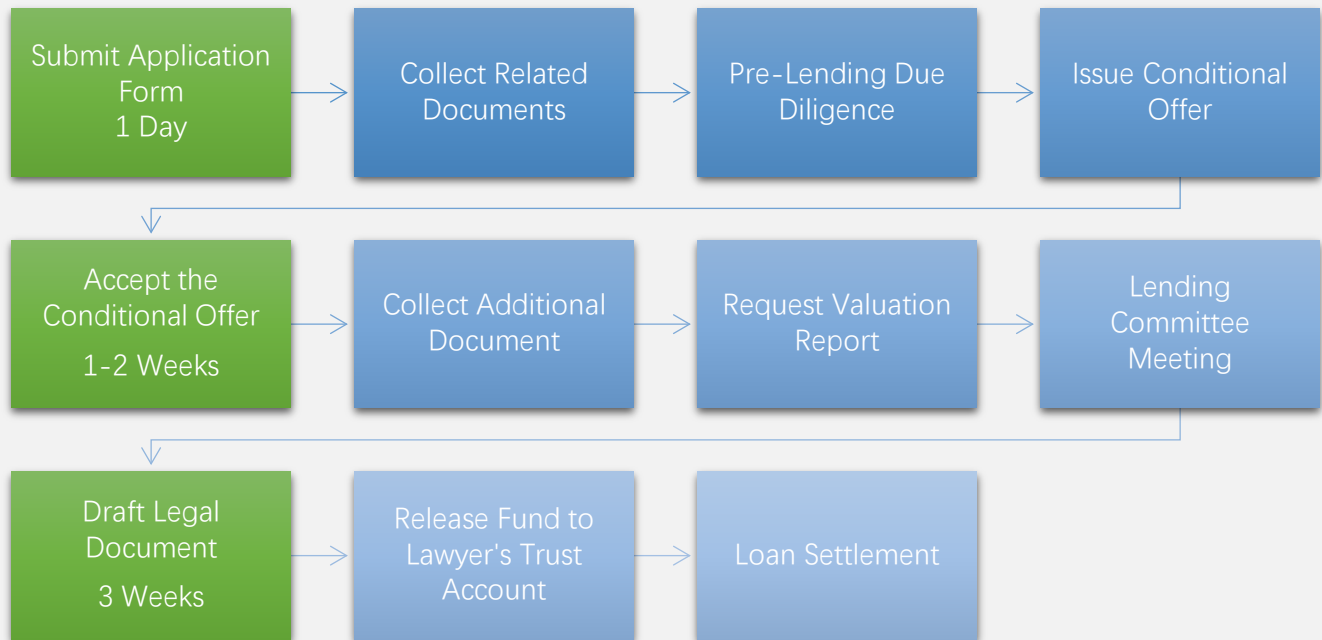 Submit Application
Form
1 Day
Collect Related
Documents
Pre-Lending Due
Diligence
Issue Conditional
Offer
Accept the
Conditional Offer
1-2 Weeks
Collect Additional
Document
Request Valuation
Report
Lending
Committee
Meeting
Draft Legal
Document
3 Weeks
Release Fund to
Lawyer's Trust
Account
Loan Settlement